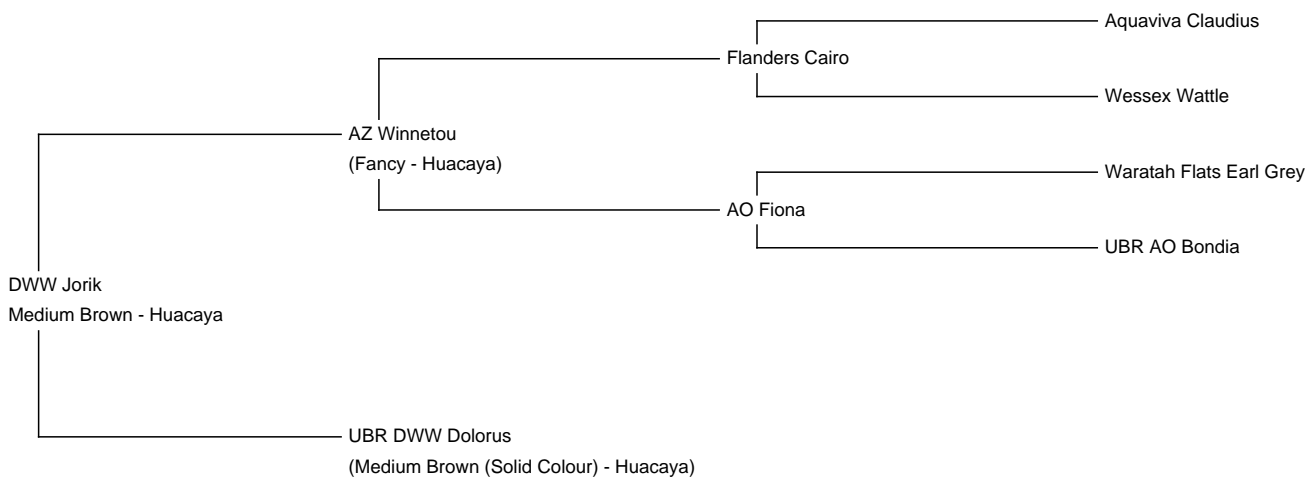 Aquaviva Claudius
Flanders Cairo
Wessex Wattle
AZ Winnetou
(Fancy - Huacaya)
Waratah Flats Earl Grey
AO Fiona
UBR AO Bondia
DWW Jorik
Medium Brown - Huacaya
UBR DWW Dolorus
(Medium Brown (Solid Colour) - Huacaya)